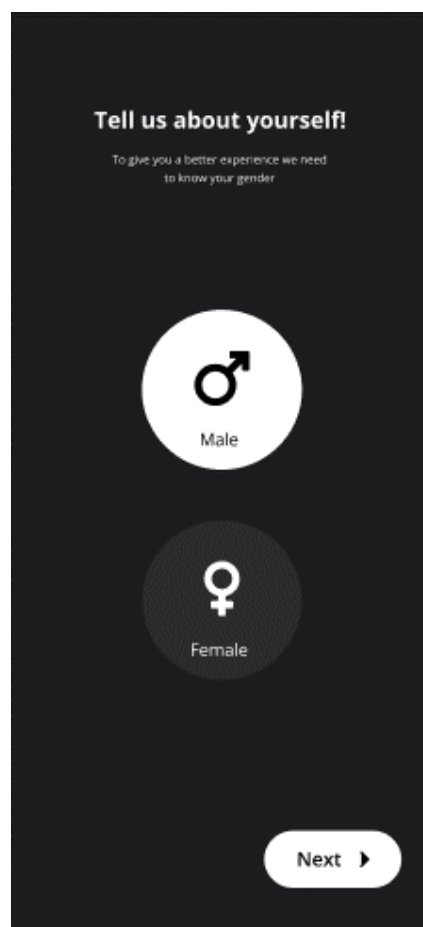 Tell us about yourself!
To give you a better experience we need
to know your gender
Male
Female
Next